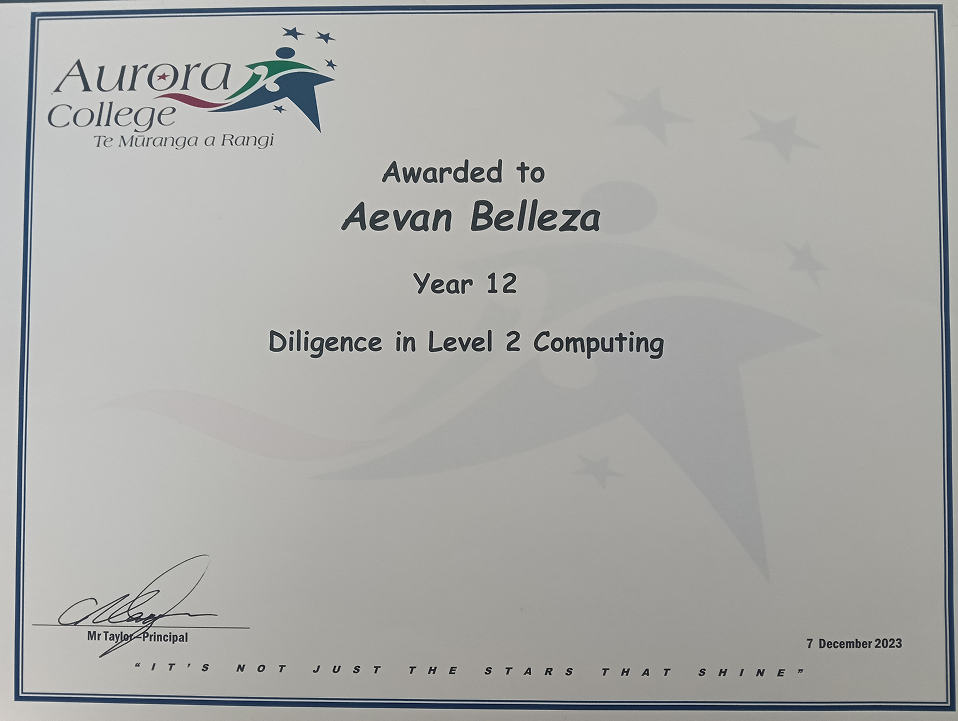 Aurora
College
Te Mūranga a Rangi
Awarded to
Aevan Belleza
Year 12
Diligence in Level 2 Computing
Mr Taylor–Principal
7 December 2023
“IT'S NOT JUST THE STARS THAT SHINE”